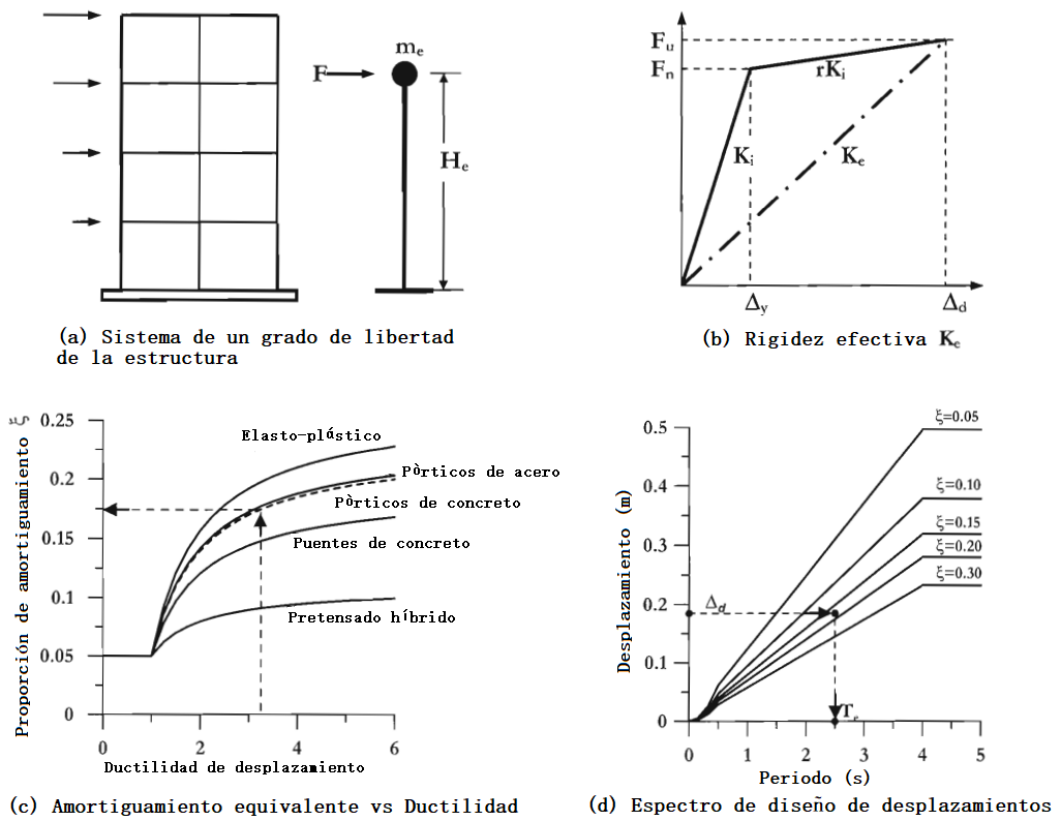 F
mₑ
Hₑ
(a) Sistema de un grado de libertad
de la estructura
Fᵤ
Fₙ
rKᵢ
Kᵢ
Kₑ
Δy
Δd
(b) Rigidez efectiva Kₑ
Proporción de amortiguamiento ξ
0.25
0.2
0.15
0.1
0.05
0
Elasto-plástico
Pòrticos de acero
Pòrticos de concreto
Puentes de concreto
Pretensado híbrido
0 2 4 6
Ductilidad de desplazamiento
(c) Amortiguamiento equivalente vs Ductilidad
Desplazamiento (m)
0.5
0.4
0.3
0.2
0.1
0
ξ=0.05
ξ=0.10
ξ=0.15
ξ=0.20
ξ=0.30
Δd
Tₑ
0 1 2 3 4 5
Periodo (s)
(d) Espectro de diseño de desplazamientos